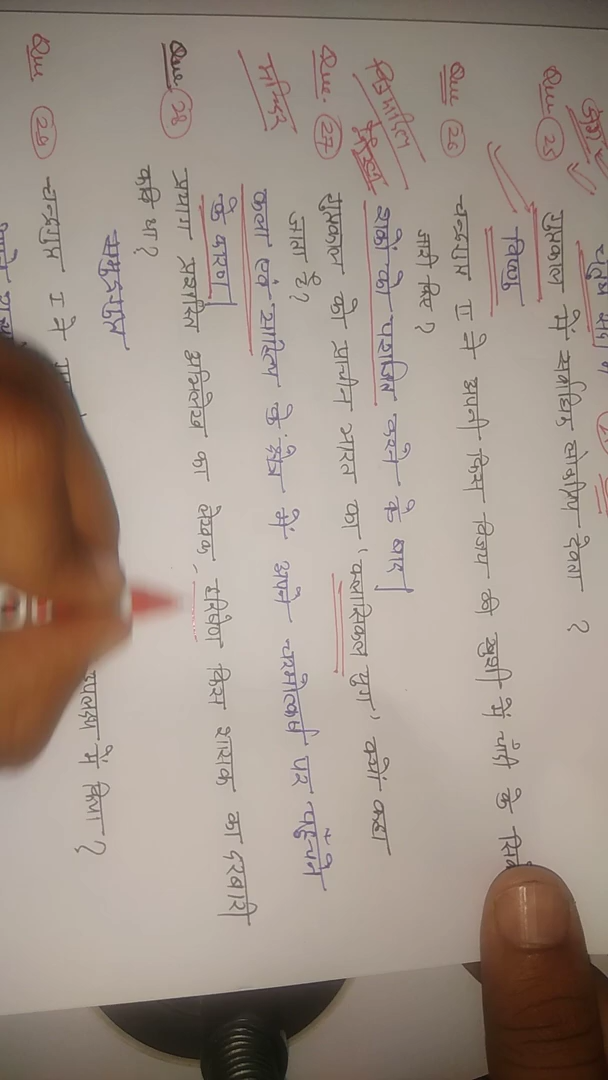 चतुर्थ
Que 25 गुप्तकाल में सर्वाधिक लोकप्रिय देवता ?
विष्णु
Que 26 चन्द्रगुप्त II ने अपनी किस विजय की खुशी में चाँदी के
जारी किए ?
शकों को पराजित करने के बाद।
Que. 27 गुप्तकाल को प्राचीन भारत का 'क्लासिकल युग' क्यों कहा
जाता है ?
कला एवं साहित्य के क्षेत्र में अपने चरमोत्कर्ष पर पहुँचने
के कारण।
Que 28 प्रयाग प्रशस्ति अभिलेख का लेखक, हरिषेण किस शासक का दरबारी
कवि था ?
समुद्रगुप्त
Que 29 चन्द्रगुप्त I ने
उपलक्ष्य में किया ?